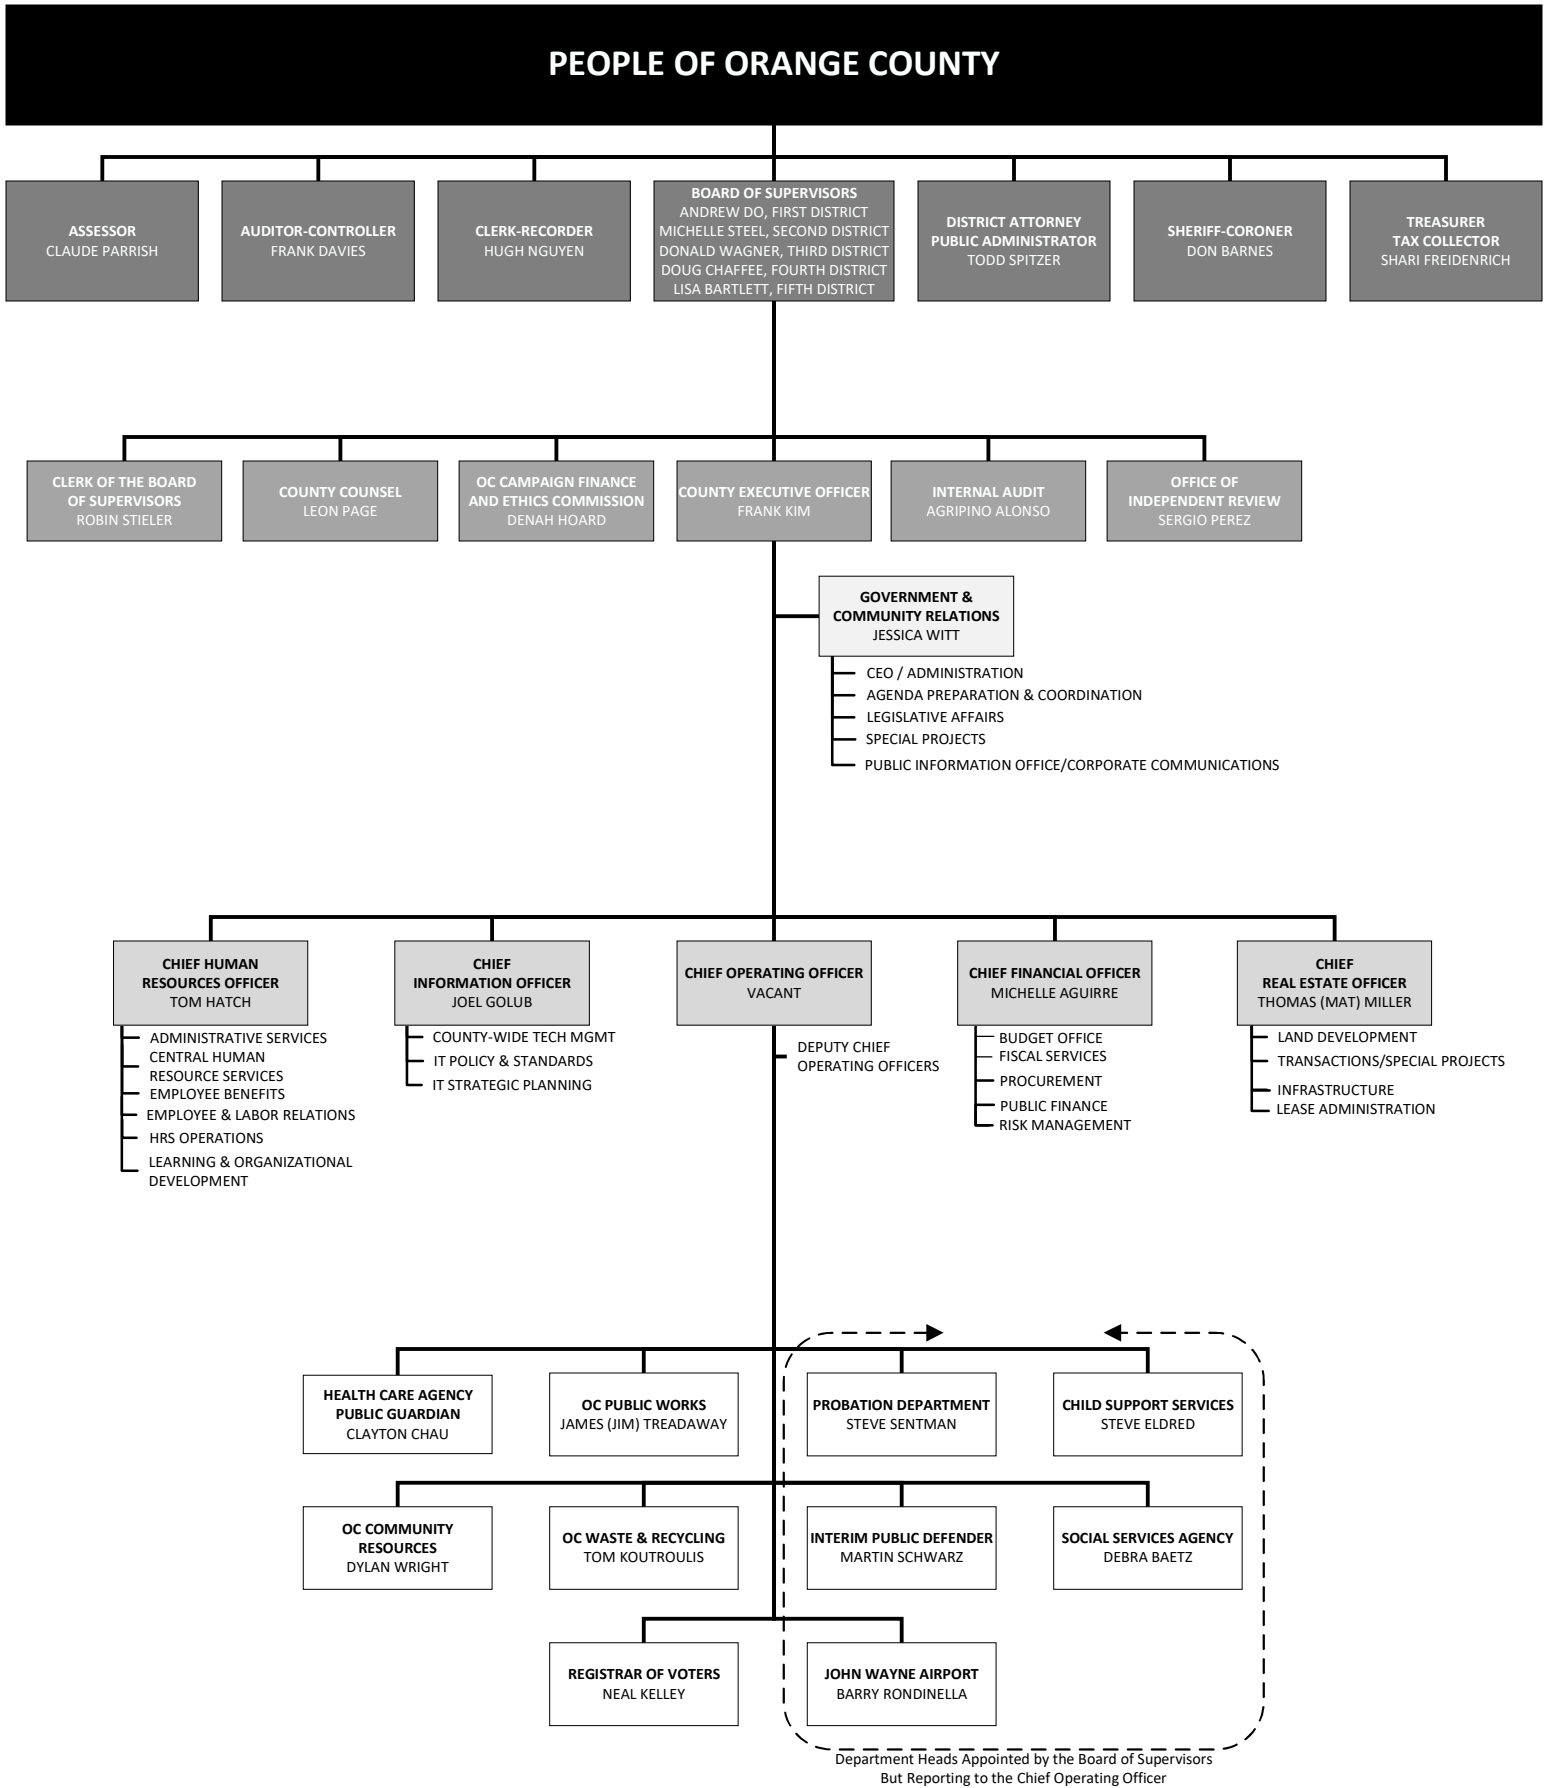 PEOPLE OF ORANGE COUNTY
ASSESSOR
CLAUDE PARRISH
AUDITOR-CONTROLLER
FRANK DAVIES
CLERK-RECORDER
HUGH NGUYEN
BOARD OF SUPERVISORS
ANDREW DO, FIRST DISTRICT
MICHELLE STEEL, SECOND DISTRICT
DONALD WAGNER, THIRD DISTRICT
DOUG CHAFFEE, FOURTH DISTRICT
LISA BARTLETT, FIFTH DISTRICT
DISTRICT ATTORNEY
PUBLIC ADMINISTRATOR
TODD SPITZER
SHERIFF-CORONER
DON BARNES
TREASURER
TAX COLLECTOR
SHARI FREIDENRICH
CLERK OF THE BOARD
OF SUPERVISORS
ROBIN STIELER
COUNTY COUNSEL
LEON PAGE
OC CAMPAIGN FINANCE
AND ETHICS COMMISSION
DENAH HOARD
COUNTY EXECUTIVE OFFICER
FRANK KIM
INTERNAL AUDIT
AGRIPINO ALONSO
OFFICE OF
INDEPENDENT REVIEW
SERGIO PEREZ
GOVERNMENT &
COMMUNITY RELATIONS
JESSICA WITT
CEO / ADMINISTRATION
AGENDA PREPARATION & COORDINATION
LEGISLATIVE AFFAIRS
SPECIAL PROJECTS
PUBLIC INFORMATION OFFICE/CORPORATE COMMUNICATIONS
CHIEF HUMAN
RESOURCES OFFICER
TOM HATCH
ADMINISTRATIVE SERVICES
CENTRAL HUMAN
RESOURCE SERVICES
EMPLOYEE BENEFITS
EMPLOYEE & LABOR RELATIONS
HRS OPERATIONS
LEARNING & ORGANIZATIONAL
DEVELOPMENT
CHIEF
INFORMATION OFFICER
JOEL GOLUB
COUNTY-WIDE TECH MGMT
IT POLICY & STANDARDS
IT STRATEGIC PLANNING
CHIEF OPERATING OFFICER
VACANT
DEPUTY CHIEF
OPERATING OFFICERS
CHIEF FINANCIAL OFFICER
MICHELLE AGUIRRE
BUDGET OFFICE
FISCAL SERVICES
PROCUREMENT
PUBLIC FINANCE
RISK MANAGEMENT
CHIEF
REAL ESTATE OFFICER
THOMAS (MAT) MILLER
LAND DEVELOPMENT
TRANSACTIONS/SPECIAL PROJECTS
INFRASTRUCTURE
LEASE ADMINISTRATION
HEALTH CARE AGENCY
PUBLIC GUARDIAN
CLAYTON CHAU
OC PUBLIC WORKS
JAMES (JIM) TREADAWAY
PROBATION DEPARTMENT
STEVE SENTMAN
CHILD SUPPORT SERVICES
STEVE ELDRED
OC COMMUNITY
RESOURCES
DYLAN WRIGHT
OC WASTE & RECYCLING
TOM KOUTROULIS
INTERIM PUBLIC DEFENDER
MARTIN SCHWARZ
SOCIAL SERVICES AGENCY
DEBRA BAETZ
REGISTRAR OF VOTERS
NEAL KELLEY
JOHN WAYNE AIRPORT
BARRY RONDINELLA
Department Heads Appointed by the Board of Supervisors
But Reporting to the Chief Operating Officer